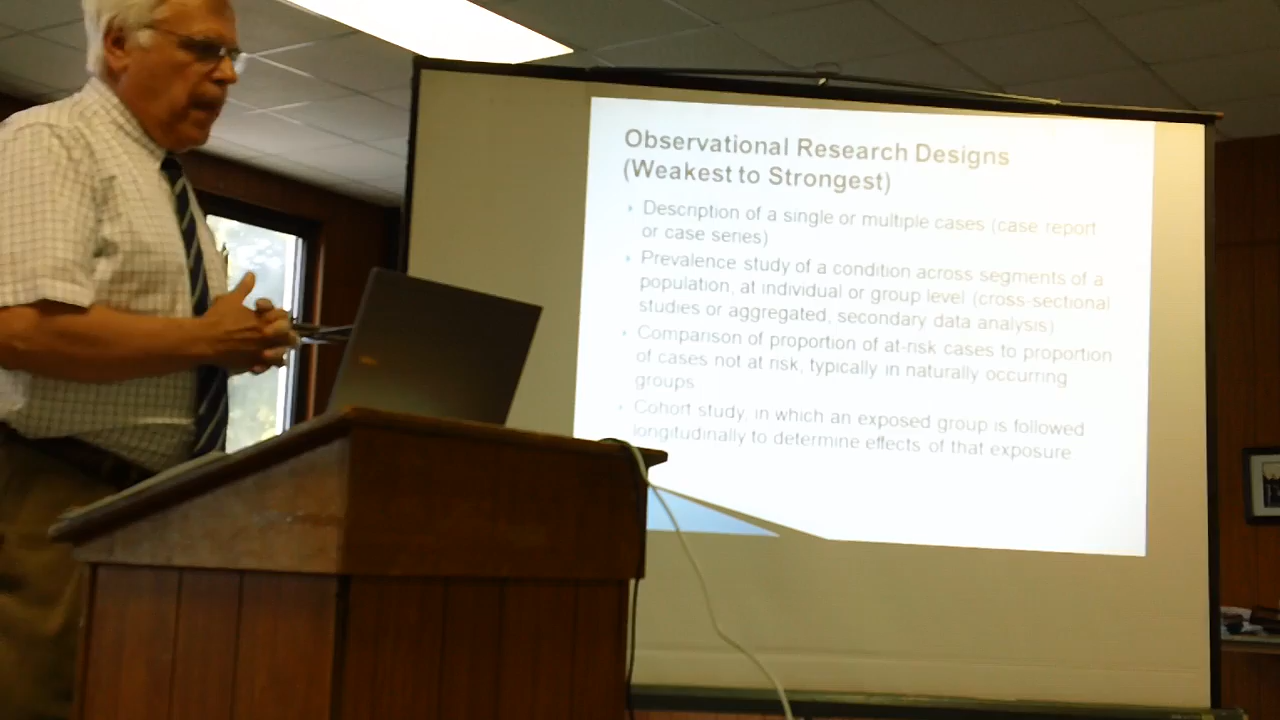 Observational Research Designs
(Weakest to Strongest)
Description of a single or multiple cases (case report
or case series)
Prevalence study of a condition across segments of a
population, at individual or group level (cross-sectional
studies or aggregated, secondary data analysis)
Comparison of proportion of at-risk cases to proportion
of cases not at risk, typically in naturally occurring
groups
Cohort study, in which an exposed group is followed
longitudinally to determine effects of that exposure